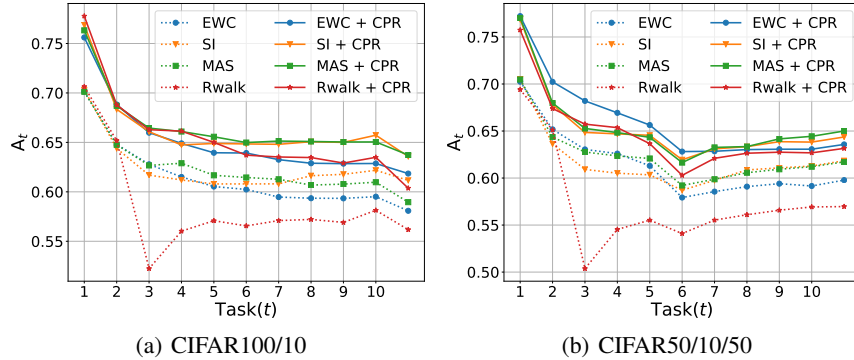 EWC
SI
MAS
Rwalk
EWC + CPR
SI + CPR
MAS + CPR
Rwalk + CPR
0.75
0.70
0.65
0.60
0.55
A_t
1 2 3 4 5 6 7 8 9 10
Task(t)
(a) CIFAR100/10
EWC
SI
MAS
Rwalk
EWC + CPR
SI + CPR
MAS + CPR
Rwalk + CPR
0.75
0.70
0.65
0.60
0.55
0.50
A_t
1 2 3 4 5 6 7 8 9 10
Task(t)
(b) CIFAR50/10/50